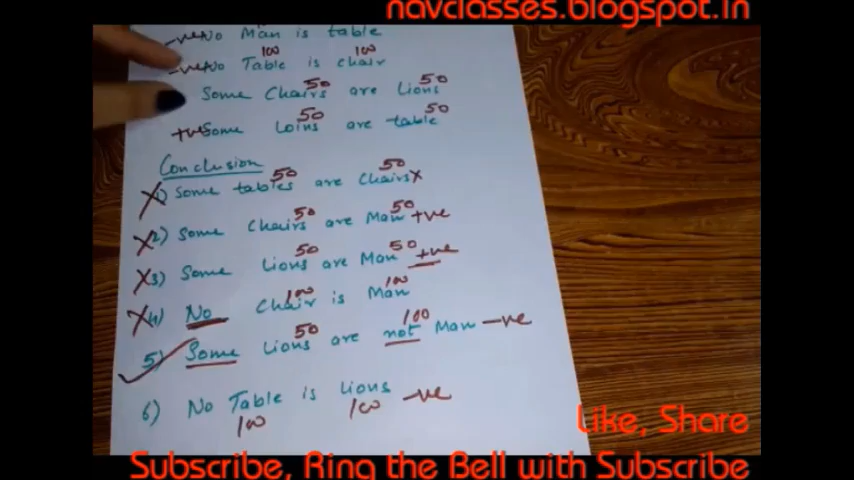 navclasses.blogspot.in
-ve No Man is table
100 100
-ve No Table is chair
50 50
Some Chairs are Lions
50 50
+ve Some Loins are table
Conclusion
50 50
X 1) Some tables are Chairs X
50 50
X 2) Some Chairs are Man +ve
50 50
X 3) Some Lions are Man +ve
100 100
X 4) No Chair is Man
50 100
5) Some Lions are not Man -ve
6) No Table is Lions -ve
100 100
Like, Share
Subscribe, Ring the Bell with Subscribe